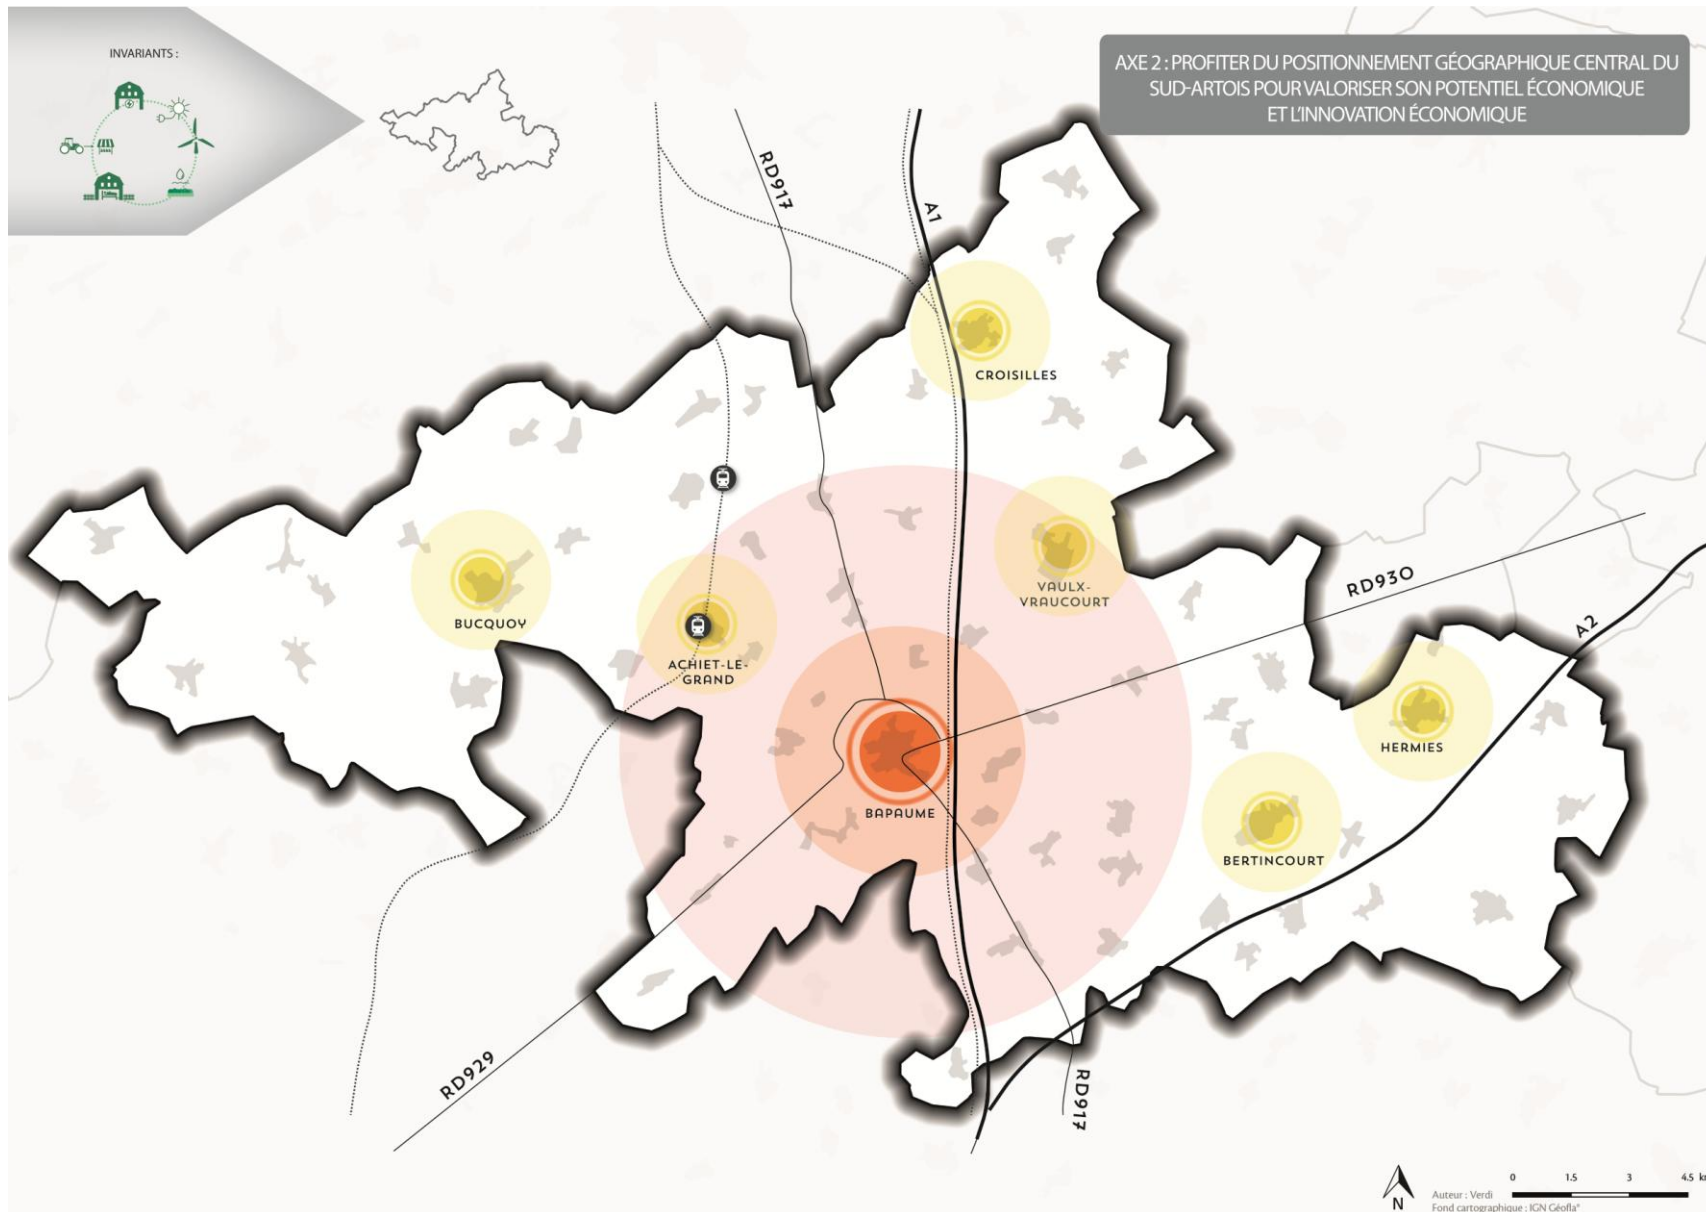 INVARIANTS :
AXE 2 : PROFITER DU POSITIONNEMENT GÉOGRAPHIQUE CENTRAL DU
SUD-ARTOIS POUR VALORISER SON POTENTIEL ÉCONOMIQUE
ET L'INNOVATION ÉCONOMIQUE
RD917
A1
CROISILLES
VAULX-
VRAUCOURT
RD930
A2
BUCQUOY
ACHIET-LE-
GRAND
HERMIES
BAPAUME
BERTINCOURT
RD929
RD917
N
0 1.5 3 4.5 km
Auteur : Verdi
Fond cartographique : IGN Géofla®